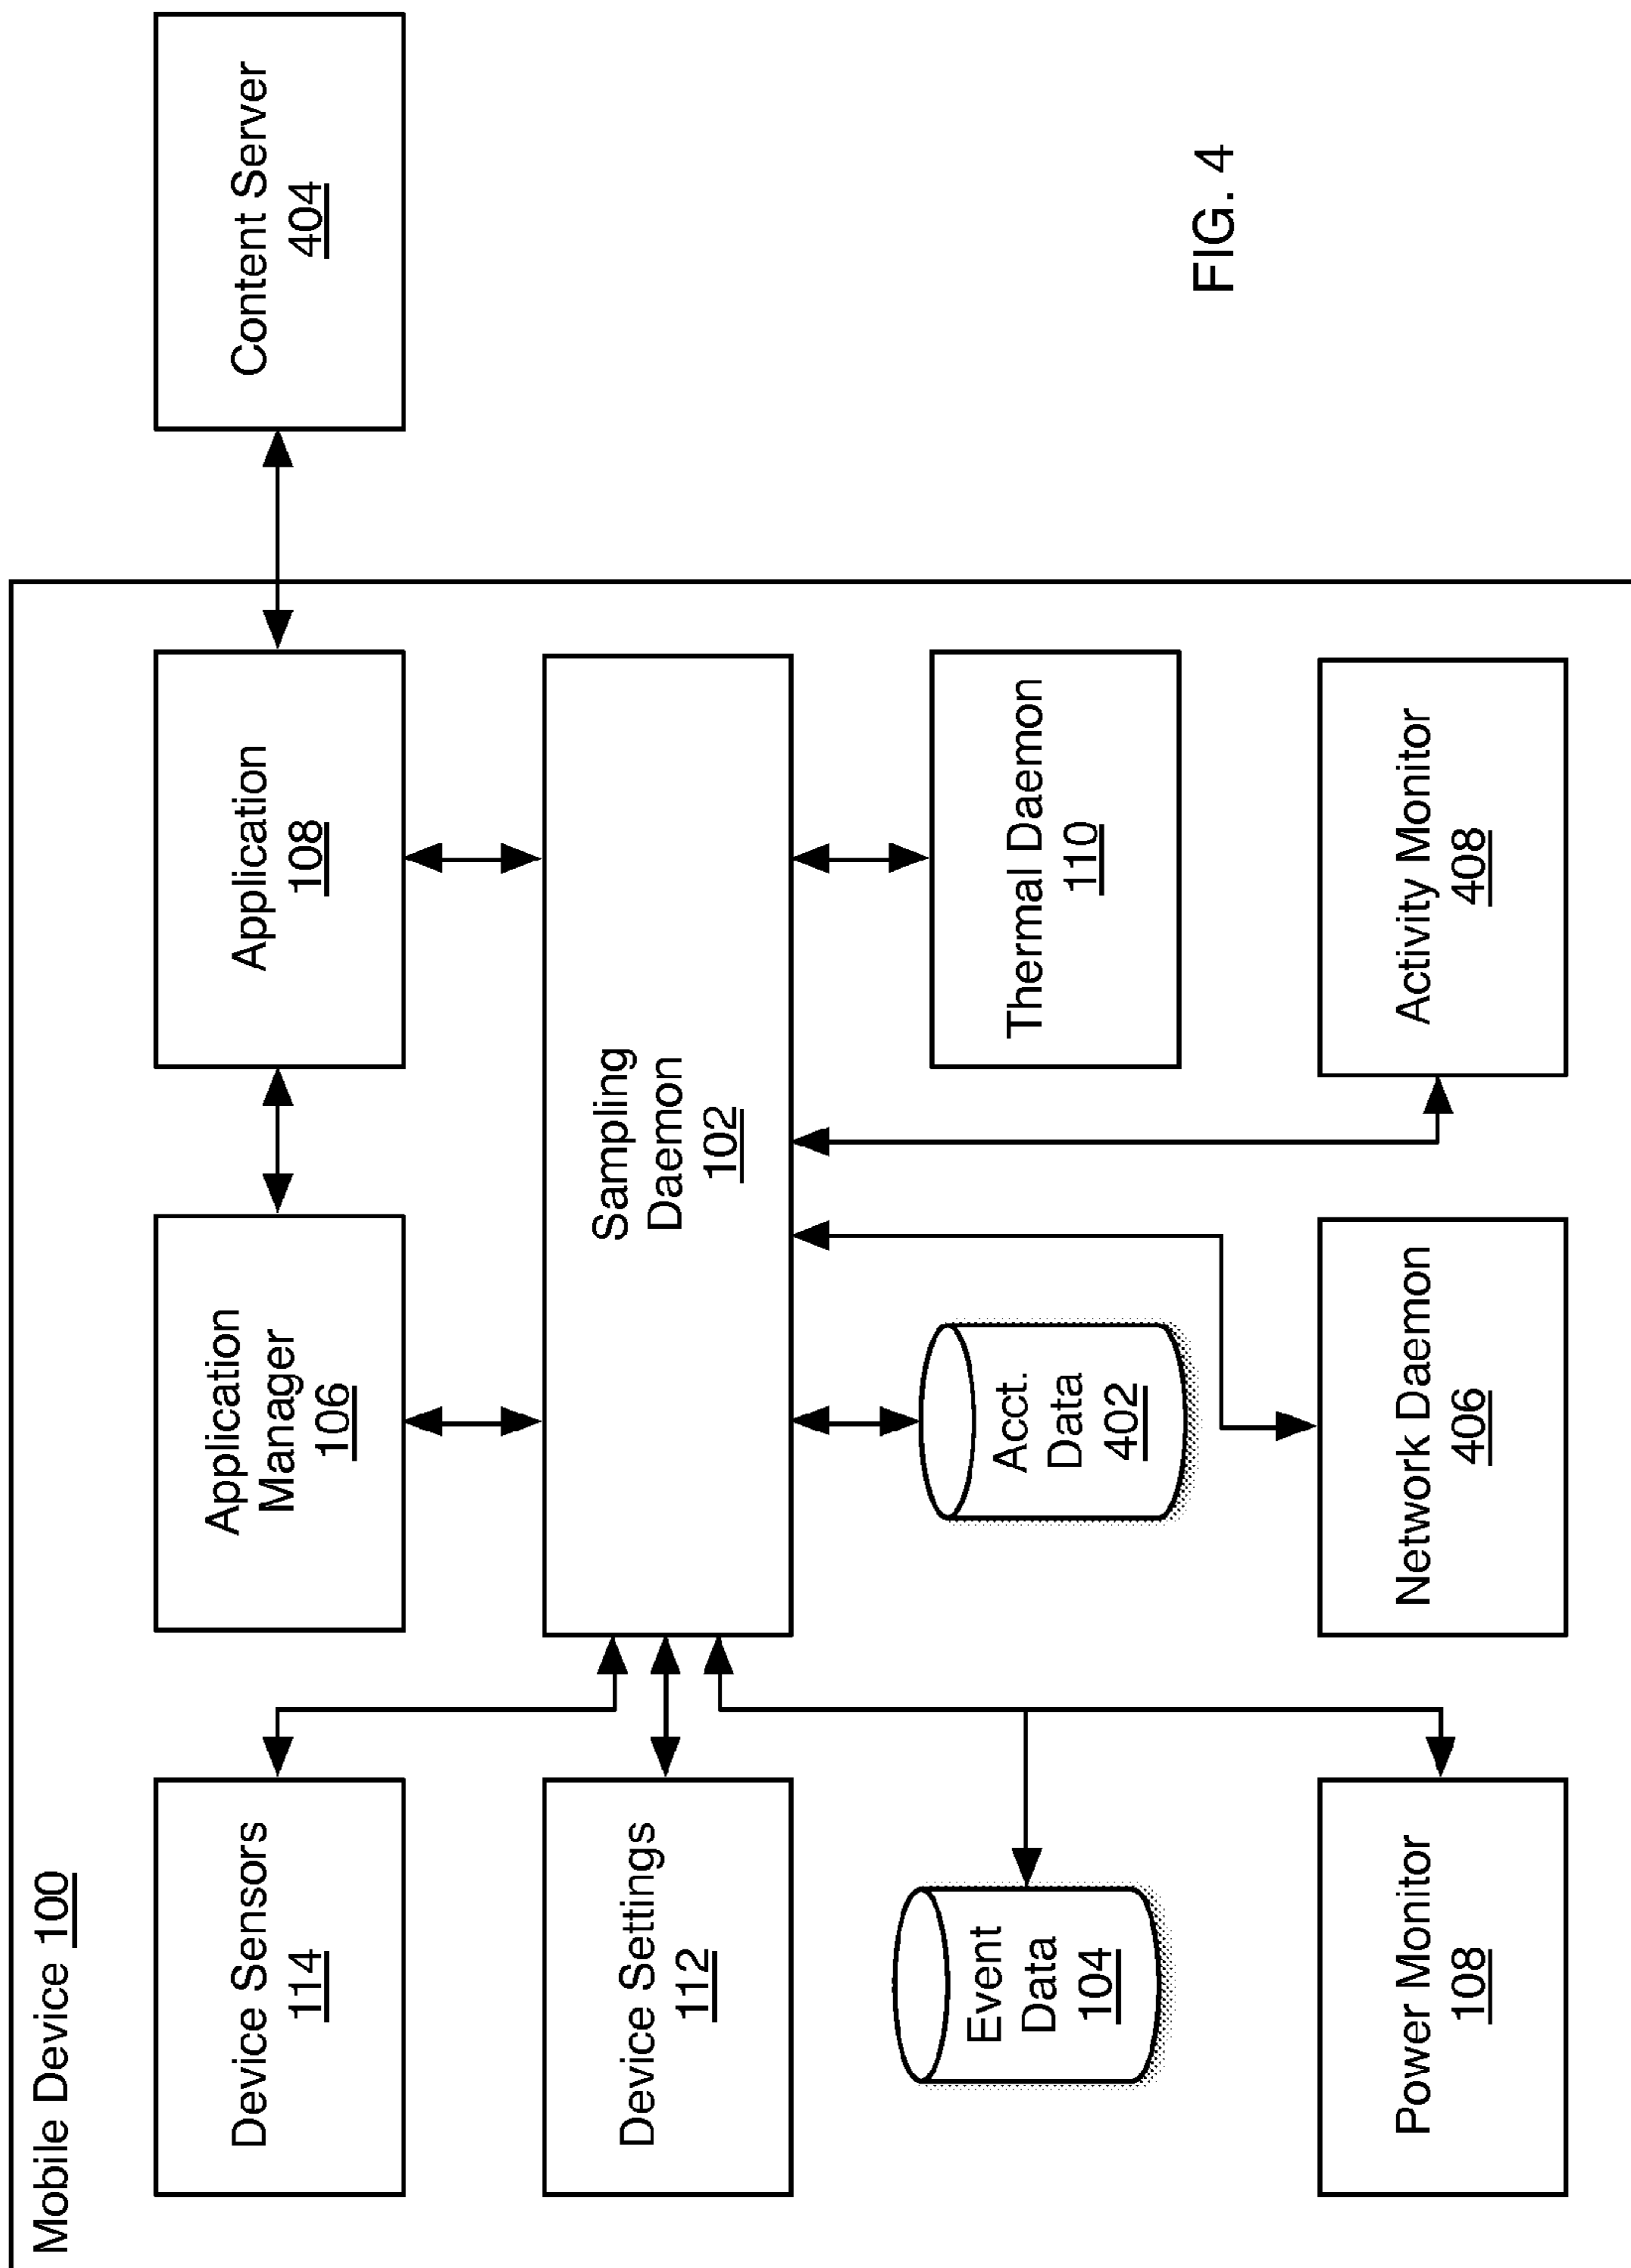 Mobile Device 100
Device Sensors
114
Application
Manager
106
Application
108
Content Server
404
Device Settings
112
Sampling
Daemon
102
Event
Data
104
Acct.
Data
402
Thermal Daemon
110
Power Monitor
108
Network Daemon
406
Activity Monitor
408
FIG. 4